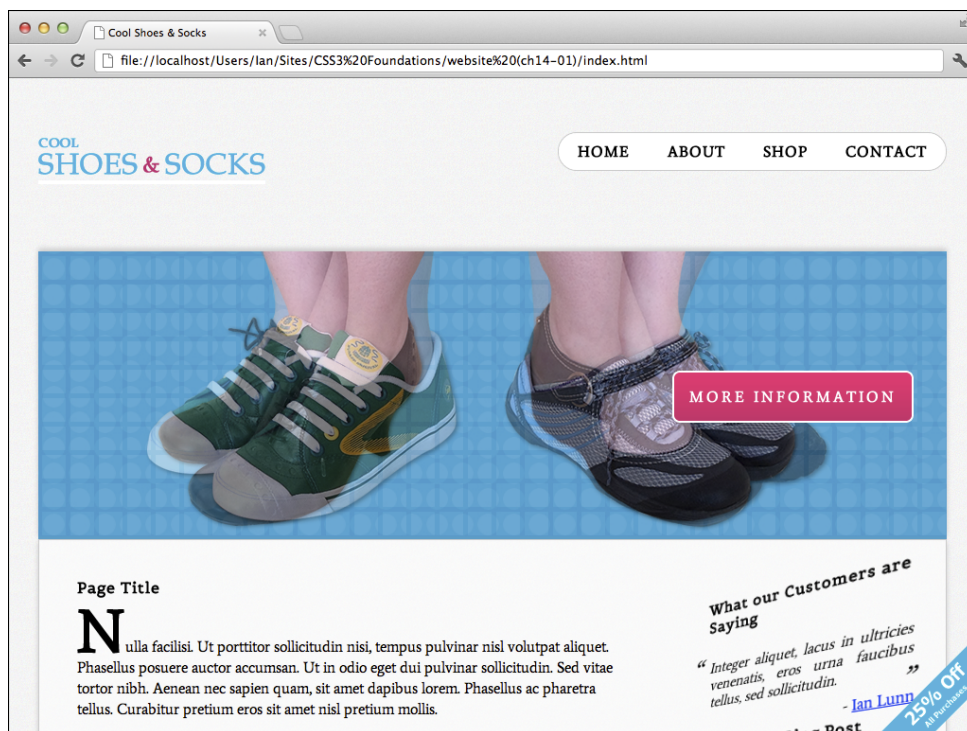 Cool Shoes & Socks
file://localhost/Users/Ian/Sites/CSS3%20Foundations/website%20(ch14-01)/index.html
COOL
SHOES & SOCKS
HOME ABOUT SHOP CONTACT
MORE INFORMATION
Page Title
Nulla facilisi. Ut porttitor sollicitudin nisi, tempus pulvinar nisl volutpat aliquet.
Phasellus posuere auctor accumsan. Ut in odio eget dui pulvinar sollicitudin. Sed vitae
tortor nibh. Aenean nec sapien quam, sit amet dapibus lorem. Phasellus ac pharetra
tellus. Curabitur pretium eros sit amet nisl pretium mollis.
What our Customers are
Saying
“ Integer aliquet, lacus in ultricies
venenatis, eros urna faucibus
tellus, sed sollicitudin. ”
- Ian Lunn
Post
25% Off
All Purchases